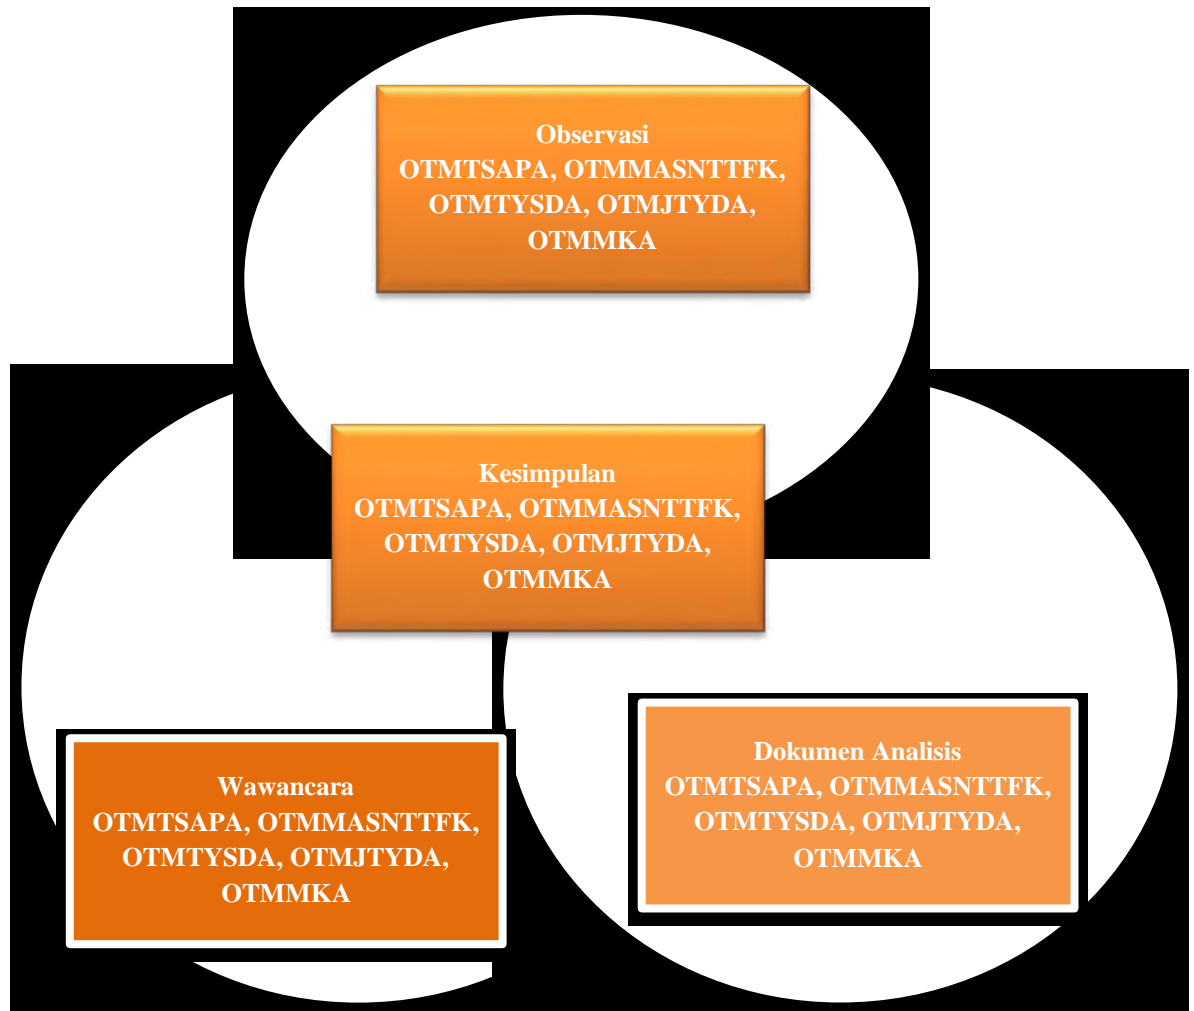 Observasi
OTMTSAPA, OTMMASNTTFK,
OTMTYSDA, OTMJTYDA,
OTMMKA
Kesimpulan
OTMTSAPA, OTMMASNTTFK,
OTMTYSDA, OTMJTYDA,
OTMMKA
Wawancara
OTMTSAPA, OTMMASNTTFK,
OTMTYSDA, OTMJTYDA,
OTMMKA
Dokumen Analisis
OTMTSAPA, OTMMASNTTFK,
OTMTYSDA, OTMJTYDA,
OTMMKA